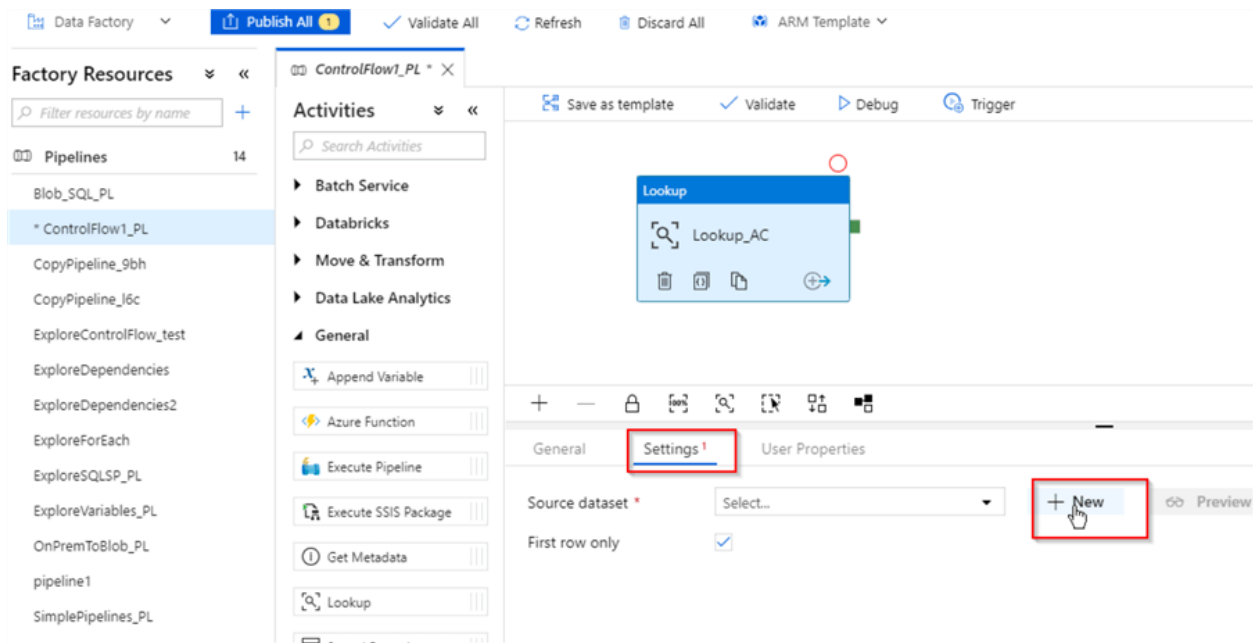 Data Factory
Publish All 1
Validate All
Refresh
Discard All
ARM Template
Factory Resources
Filter resources by name
Pipelines 14
Blob_SQL_PL
* ControlFlow1_PL
CopyPipeline_9bh
CopyPipeline_l6c
ExploreControlFlow_test
ExploreDependencies
ExploreDependencies2
ExploreForEach
ExploreSQLSP_PL
ExploreVariables_PL
OnPremToBlob_PL
pipeline1
SimplePipelines_PL
ControlFlow1_PL *
Activities
Search Activities
Batch Service
Databricks
Move & Transform
Data Lake Analytics
General
Append Variable
Azure Function
Execute Pipeline
Execute SSIS Package
Get Metadata
Lookup
Save as template
Validate
Debug
Trigger
Lookup
Lookup_AC
100%
General
Settings 1
User Properties
Source dataset *
Select...
+ New
Preview
First row only